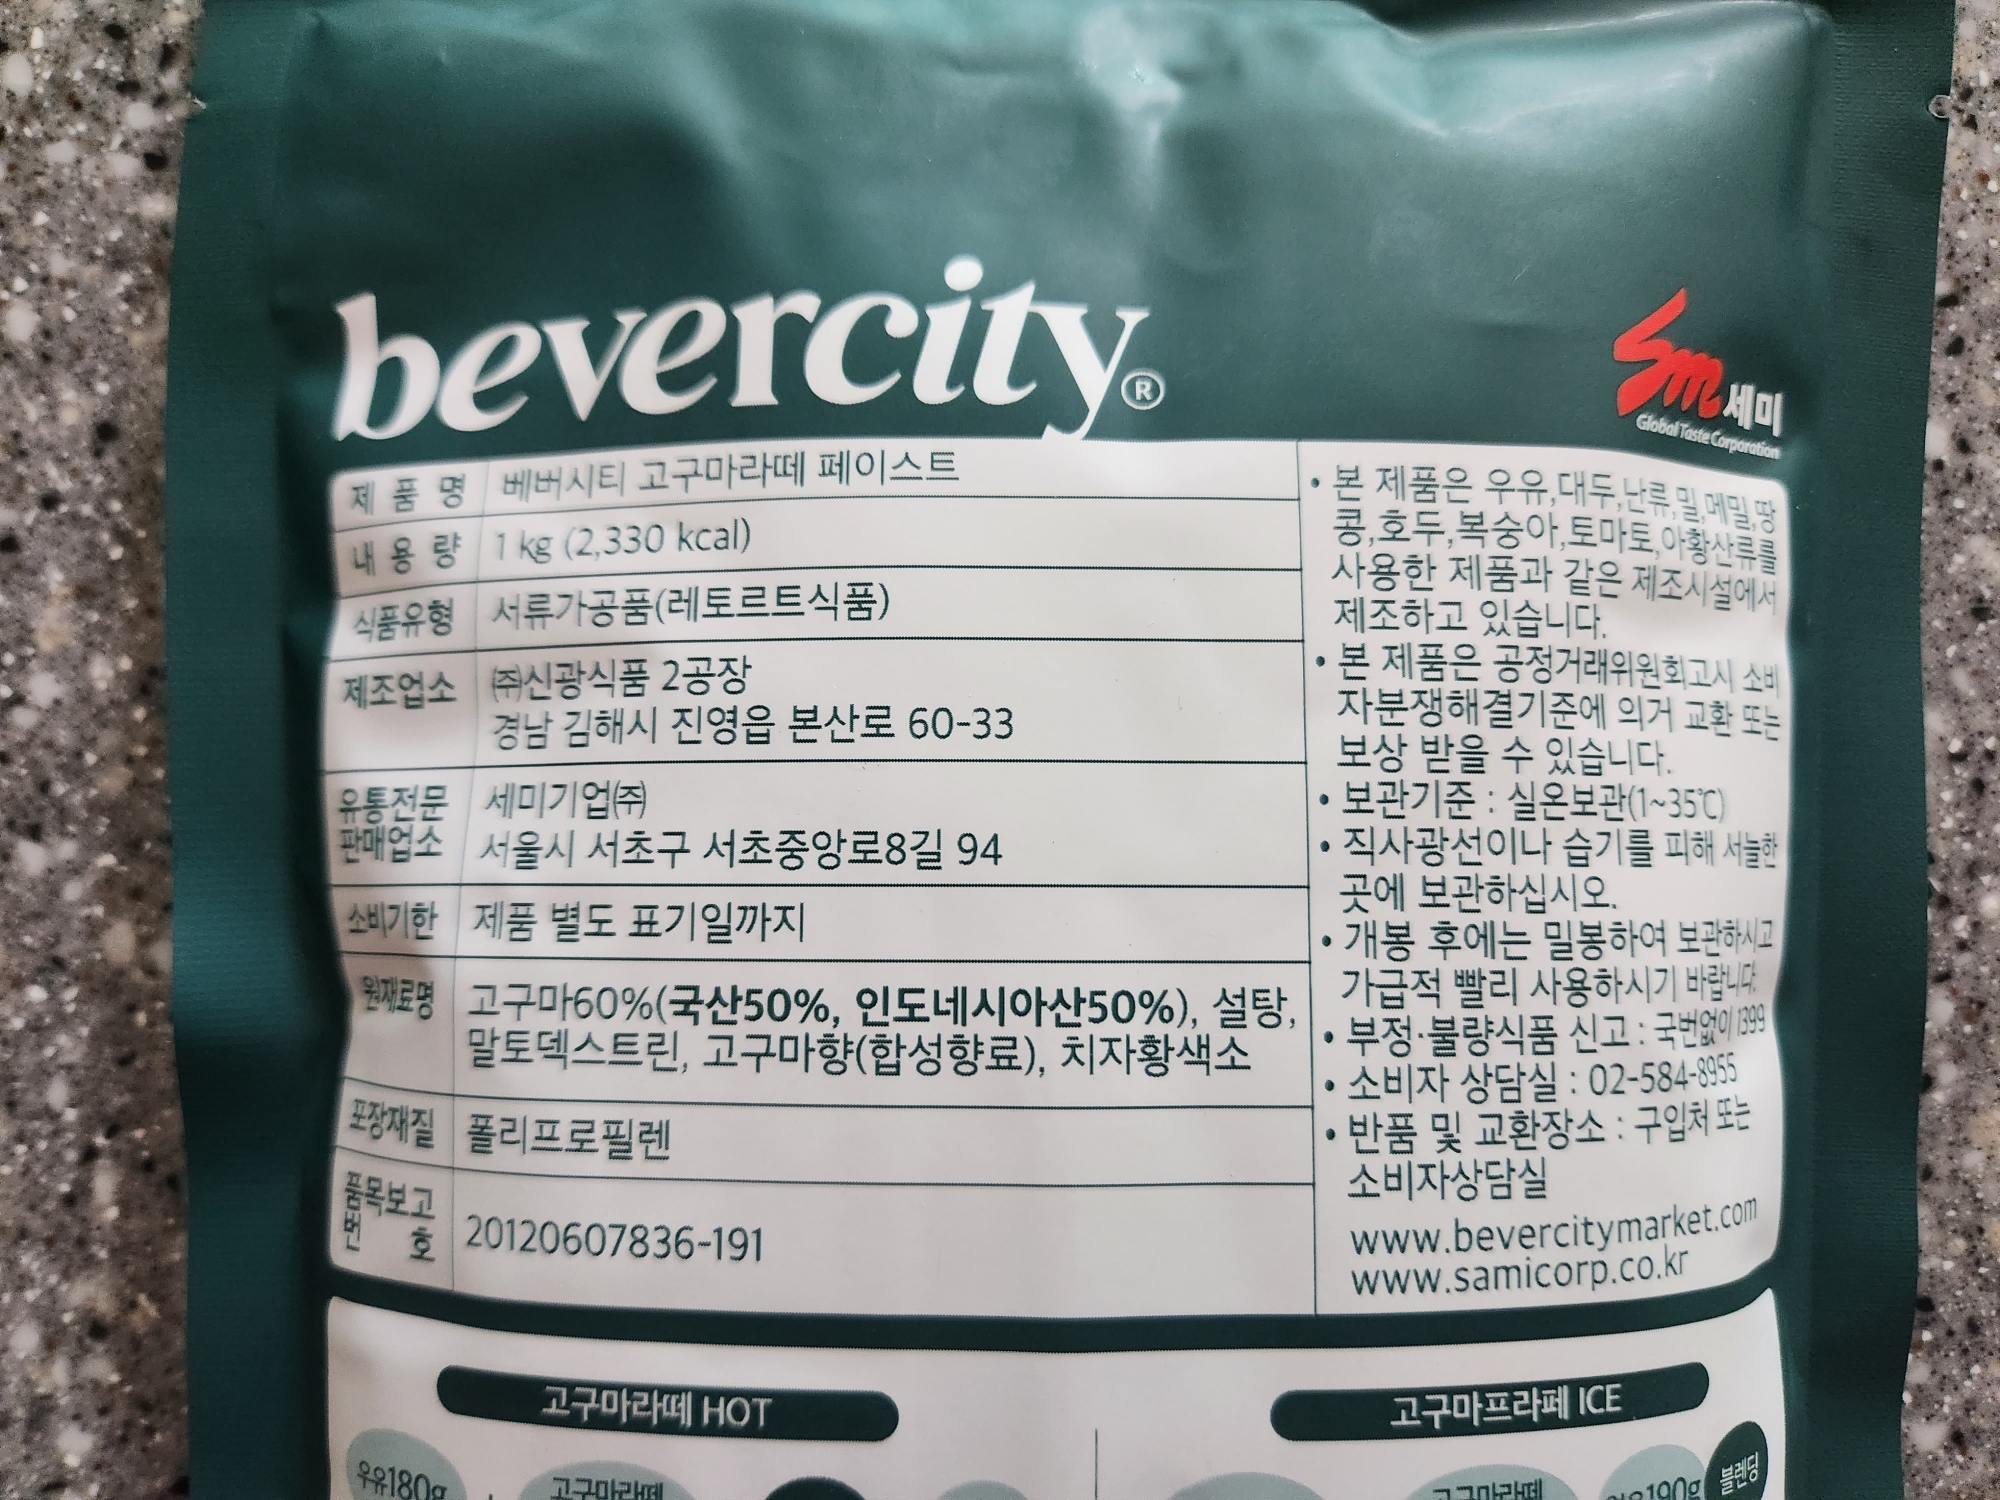 bevercity®
Sm 세미
Global Taste Corporation
제 품 명 베버시티 고구마라떼 페이스트
내 용 량 1 kg (2,330 kcal)
식품유형 서류가공품(레토르트식품)
제조업소 ㈜신광식품 2공장
경남 김해시 진영읍 본산로 60-33
유통전문 세미기업㈜
판매업소 서울시 서초구 서초중앙로8길 94
소비기한 제품 별도 표기일까지
원재료명 고구마60%(국산50%, 인도네시아산50%), 설탕,
말토덱스트린, 고구마향(합성향료), 치자황색소
포장재질 폴리프로필렌
품목보고
번 호 20120607836-191
• 본 제품은 우유,대두,난류,밀,메밀,땅
콩,호두,복숭아,토마토,아황산류를
사용한 제품과 같은 제조시설에서
제조하고 있습니다.
• 본 제품은 공정거래위원회고시 소비
자분쟁해결기준에 의거 교환 또는
보상 받을 수 있습니다.
• 보관기준 : 실온보관(1~35℃)
• 직사광선이나 습기를 피해 서늘한
곳에 보관하십시오.
• 개봉 후에는 밀봉하여 보관하시고
가급적 빨리 사용하시기 바랍니다.
• 부정·불량식품 신고 : 국번없이 1399
• 소비자 상담실 : 02-584-8955
• 반품 및 교환장소 : 구입처 또는
소비자상담실
www.bevercitymarket.com
www.samicorp.co.kr
고구마라떼 HOT
우유180g
고구마라떼
고구마프라페 ICE
고구마라떼
190g
블렌딩